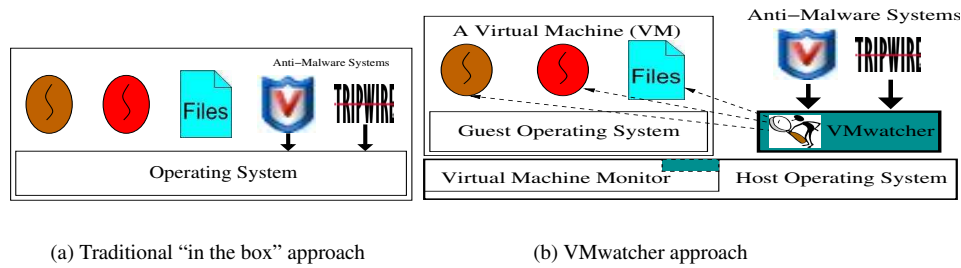 Anti-Malware Systems
Files
V
TRIPWIRE
Operating System
(a) Traditional “in the box” approach
A Virtual Machine (VM)
Files
Guest Operating System
Anti-Malware Systems
V
TRIPWIRE
VMwatcher
Virtual Machine Monitor
Host Operating System
(b) VMwatcher approach